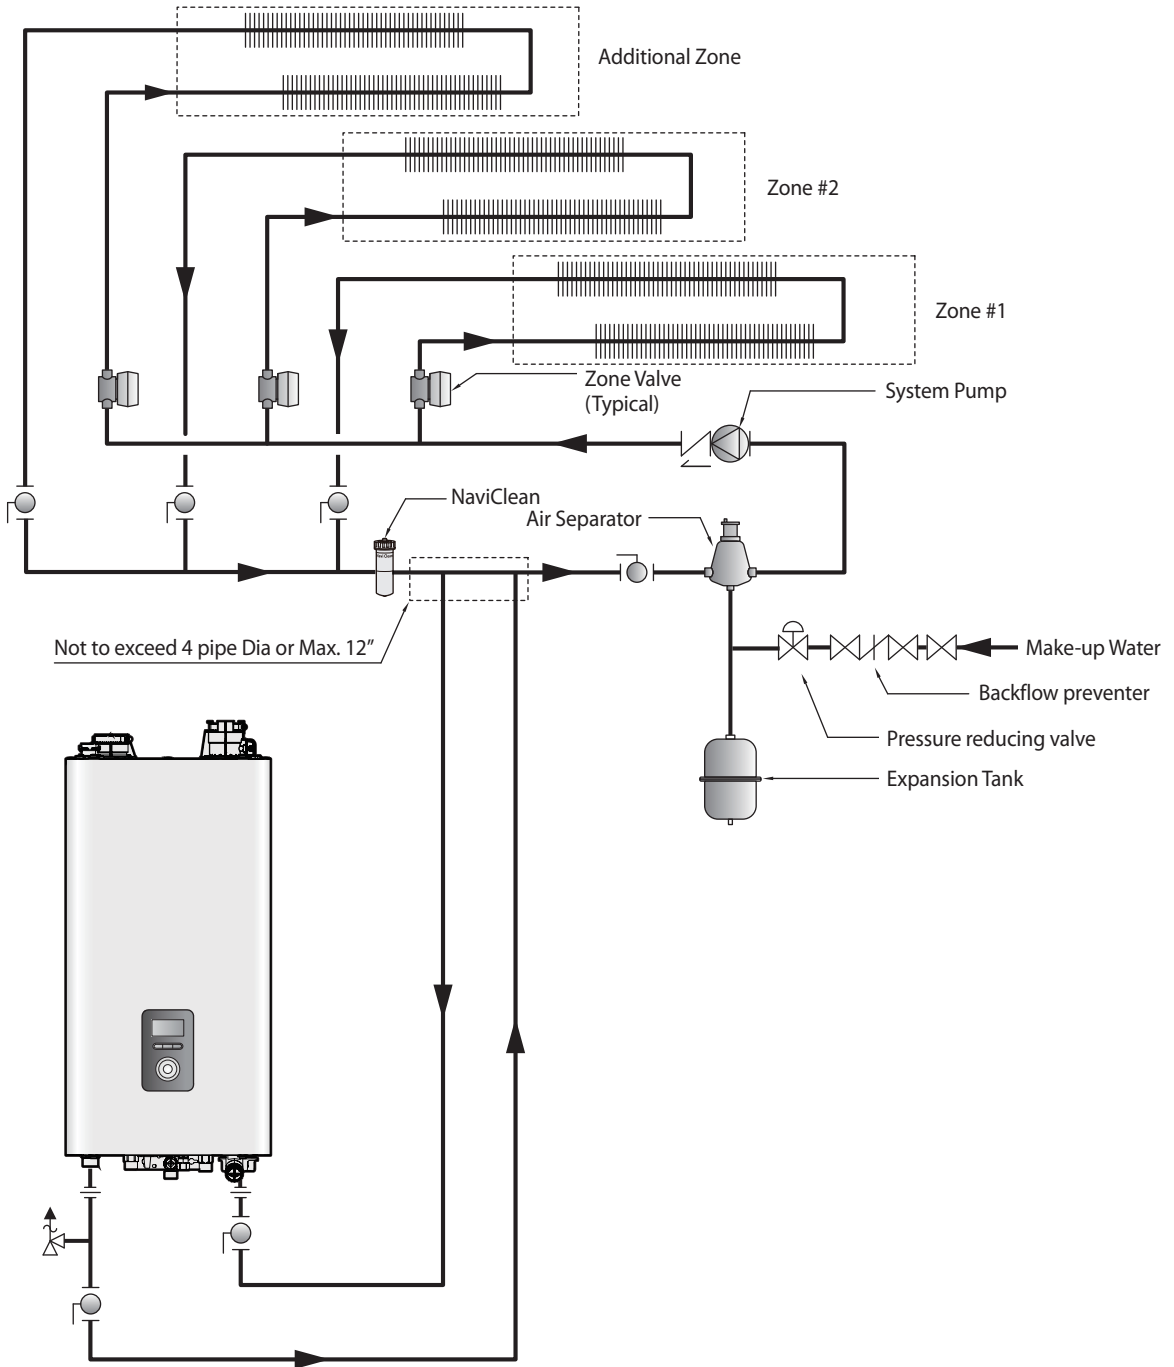 Additional Zone
Zone #2
Zone #1
Zone Valve
(Typical)
System Pump
NaviClean
Air Separator
Not to exceed 4 pipe Dia or Max. 12”
Make-up Water
Backflow preventer
Pressure reducing valve
Expansion Tank